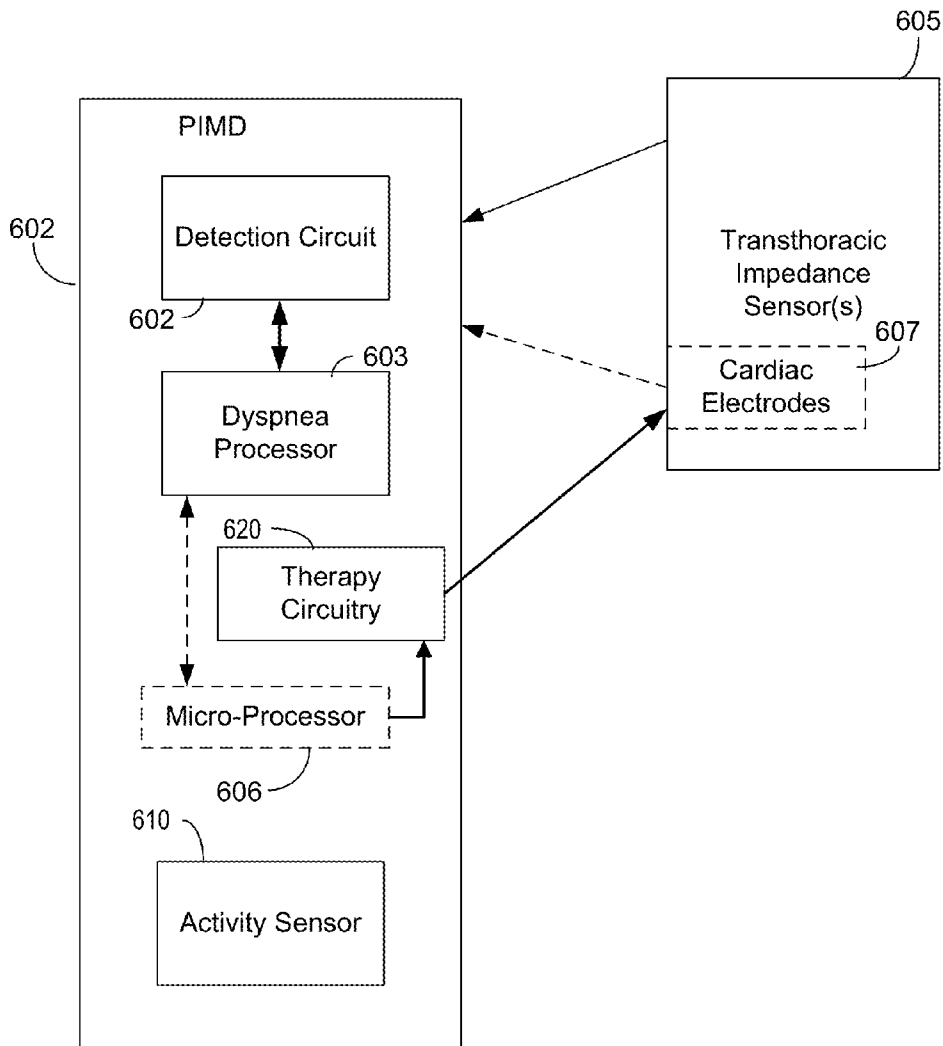 605
PIMD
Detection Circuit
602
602
603
Transthoracic
Impedance
Sensor(s)
607
Cardiac
Electrodes
Dyspnea
Processor
620
Therapy
Circuitry
Micro-Processor
606
610
Activity Sensor